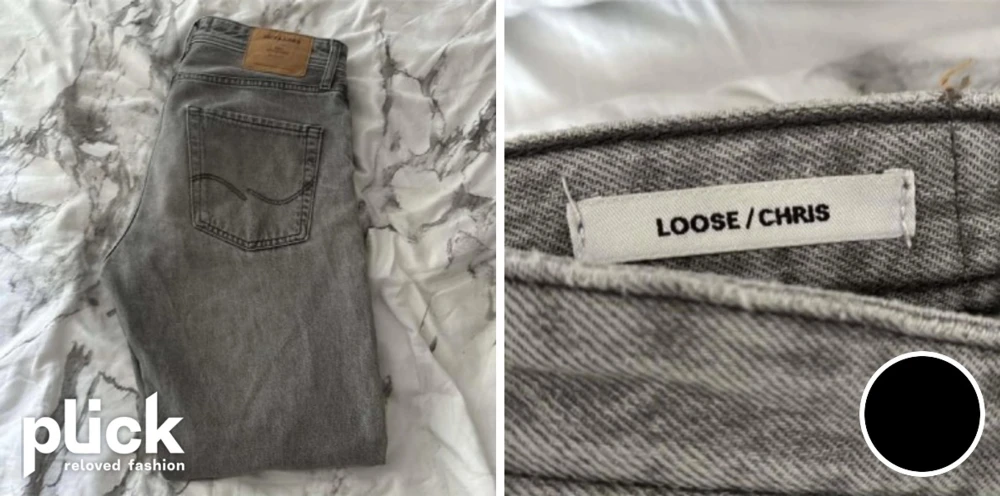 plick
reloved fashion
LOOSE / CHRIS